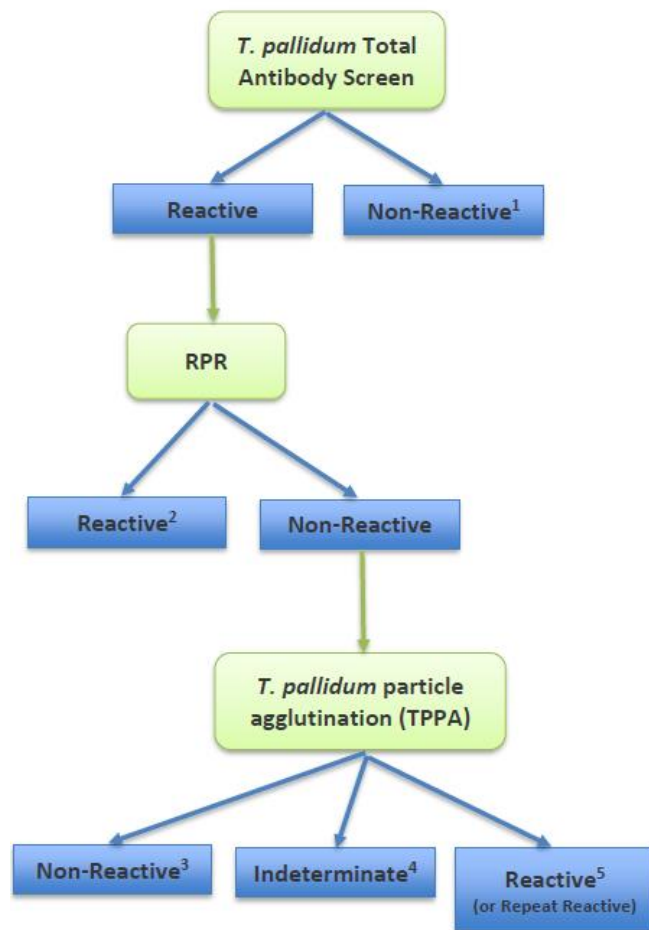 T. pallidum Total
Antibody Screen
Reactive
Non-Reactive¹
RPR
Reactive²
Non-Reactive
T. pallidum particle
agglutination (TPPA)
Non-Reactive³
Indeterminate⁴
Reactive⁵
(or Repeat Reactive)